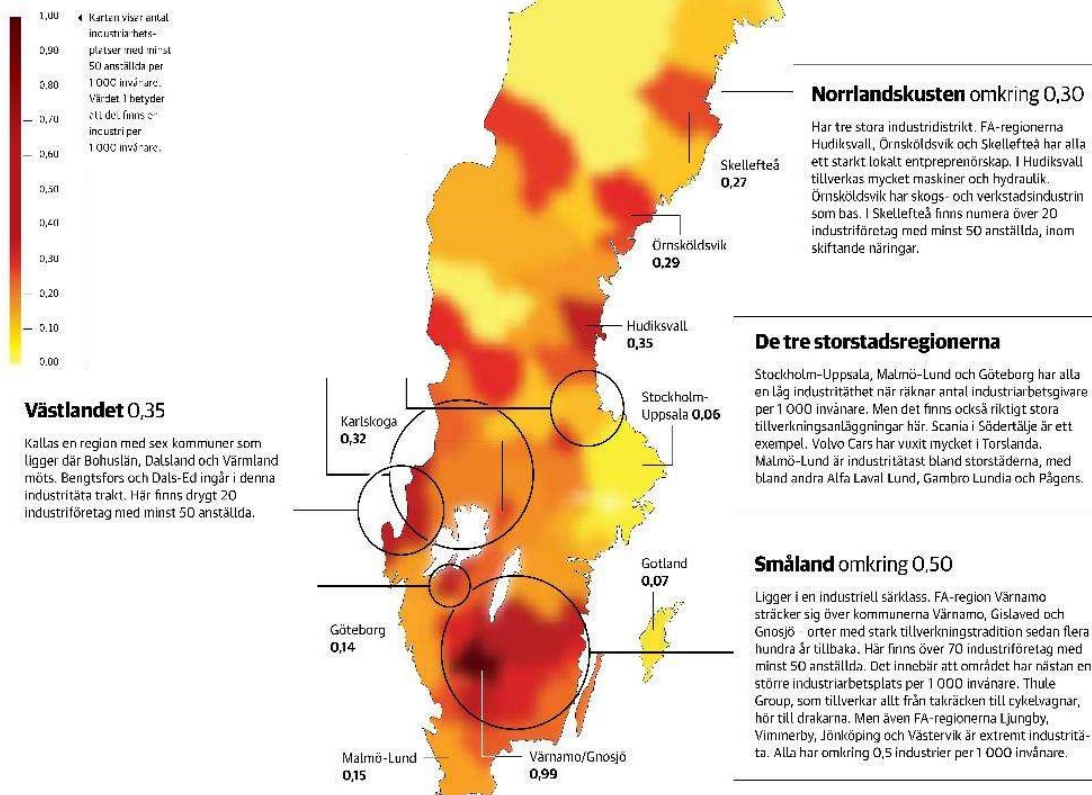 1,00
0,90
0,80
0,70
0,60
0,50
0,40
0,30
0,20
0,10
0,00
Kartan visar antal
industriarbets-
platser med minst
50 anställda per
1 000 invånare.
Värdet 1 betyder
att det finns en
industri per
1 000 invånare.
Västlandet 0,35
Kallas en region med sex kommuner som
ligger där Bohuslän, Dalsland och Värmland
möts. Bengtsfors och Dals-Ed ingår i denna
industritäta trakt. Här finns drygt 20
industriföretag med minst 50 anställda.
Skellefteå
0,27
Örnsköldsvik
0,29
Hudiksvall
0,35
Stockholm-
Uppsala 0,06
Karlskoga
0,32
Gotland
0,07
Göteborg
0,14
Malmö-Lund
0,15
Värnamo/Gnosjö
0,99
Norrlandskusten omkring 0,30
Har tre stora industridistrikt. FA-regionerna
Hudiksvall, Örnsköldsvik och Skellefteå har alla
ett starkt lokalt entpreprenörskap. I Hudiksvall
tillverkas mycket maskiner och hydraulik.
Örnsköldsvik har skogs- och verkstadsindustrin
som bas. I Skellefteå finns numera över 20
industriföretag med minst 50 anställda, inom
skiftande näringar.
De tre storstadsregionerna
Stockholm-Uppsala, Malmö-Lund och Göteborg har alla
en låg industritäthet när räknar antal industriarbetsgivare
per 1 000 invånare. Men det finns också riktigt stora
tillverkningsanläggningar här. Scania i Södertälje är ett
exempel. Volvo Cars har vuxit mycket i Torslanda.
Malmö-Lund är industritätast bland storstäderna, med
bland andra Alfa Laval Lund, Gambro Lundia och Pågens.
Småland omkring 0,50
Ligger i en industriell särklass. FA-region Värnamo
sträcker sig över kommunerna Värnamo, Gislaved och
Gnosjö – orter med stark tillverkningstradition sedan flera
hundra år tillbaka. Här finns över 70 industriföretag med
minst 50 anställda. Det innebär att området har nästan en
större industriarbetsplats per 1 000 invånare. Thule
Group, som tillverkar allt från takräcken till cykelvagnar,
hör till drakarna. Men även FA-regionerna Ljungby,
Vimmerby, Jönköping och Västervik är extremt industritä-
ta. Alla har omkring 0,5 industrier per 1 000 invånare.